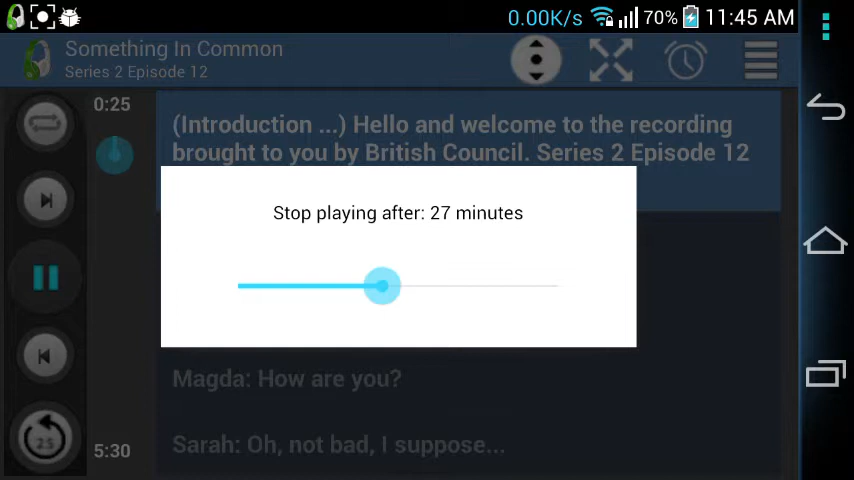 0.00K/s 70% 11:45 AM
Something In Common
Series 2 Episode 12
0:25
(Introduction ...) Hello and welcome to the recording
brought to you by British Council. Series 2 Episode 12
Stop playing after: 27 minutes
Magda: How are you?
2S
5:30
Sarah: Oh, not bad, I suppose...